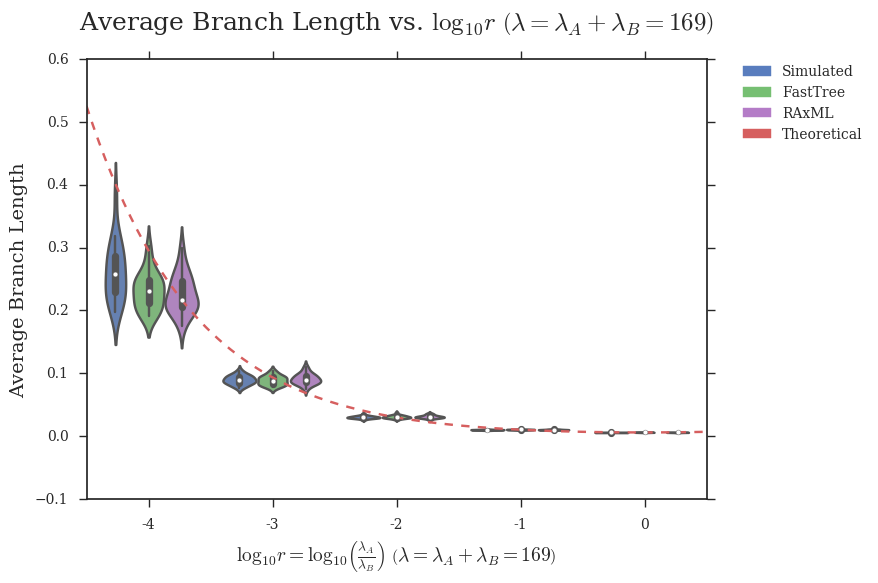 Average Branch Length vs. log₁₀r (λ = λ_A + λ_B = 169)
Simulated
FastTree
RAxML
Theoretical
Average Branch Length
0.6
0.5
0.4
0.3
0.2
0.1
0.0
−0.1
-4 -3 -2 -1 0
log₁₀r = log₁₀(λ_A/λ_B) (λ = λ_A + λ_B = 169)